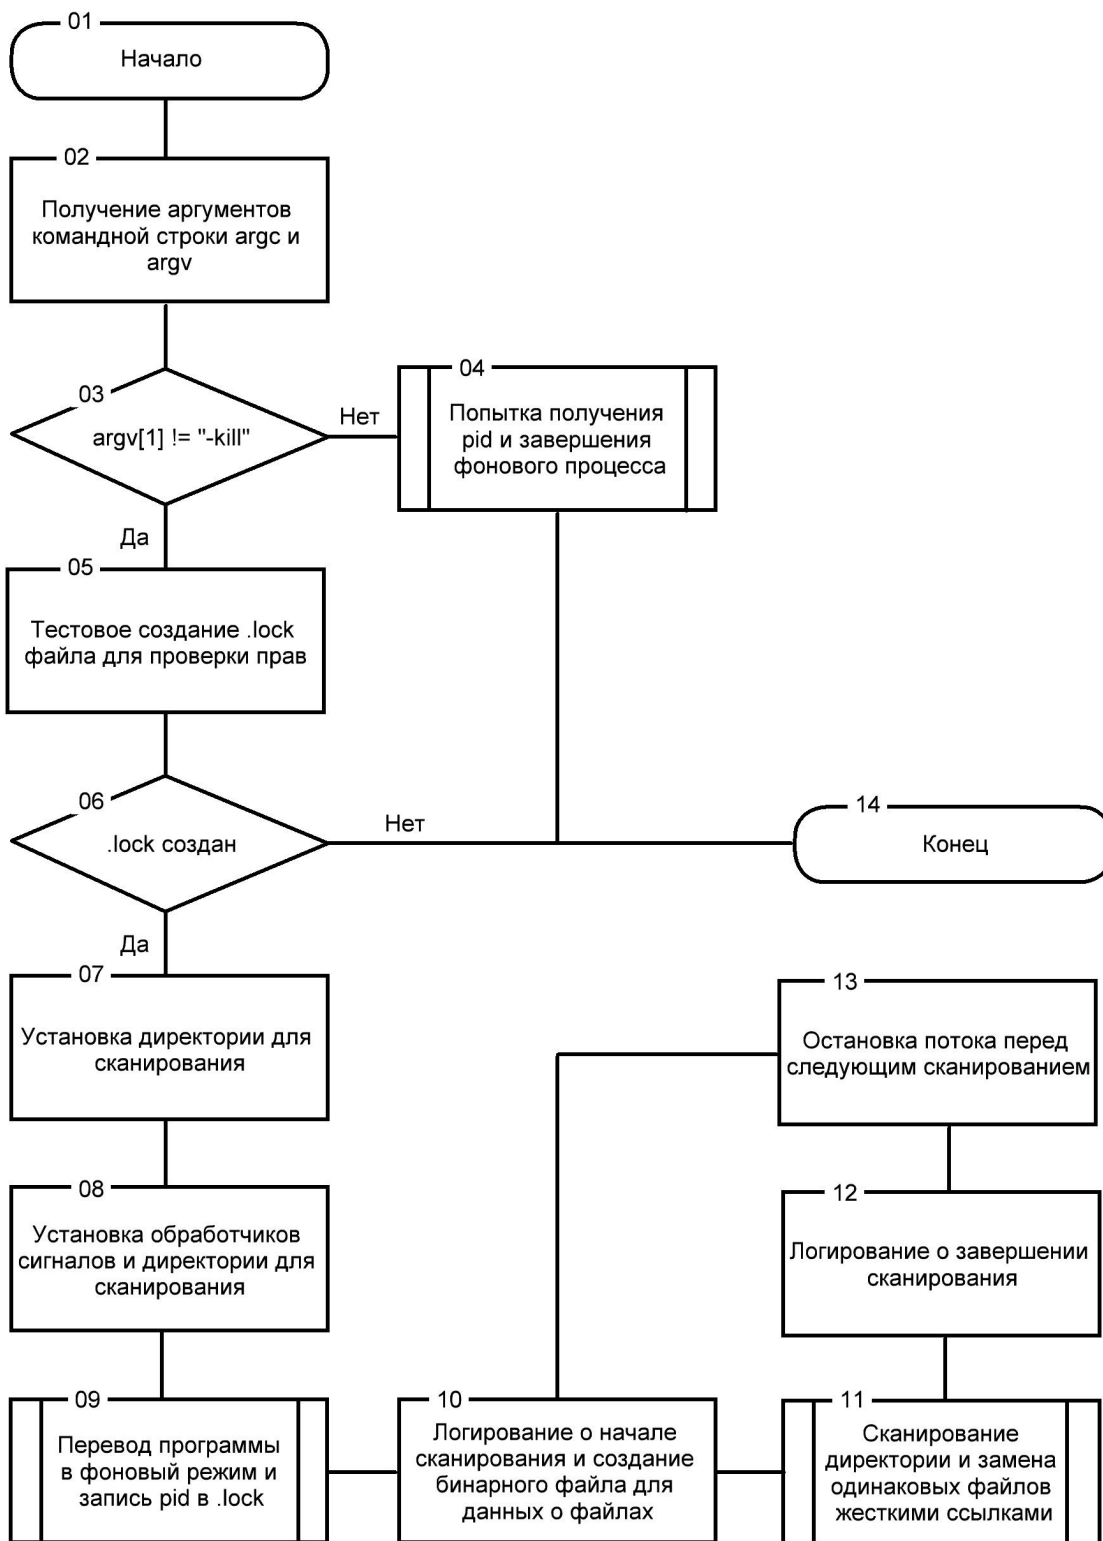 01
Начало
02
Получение аргументов
командной строки argc и
argv
03
argv[1] != "-kill"
Нет
04
Попытка получения
pid и завершения
фонового процесса
Да
05
Тестовое создание .lock
файла для проверки прав
06
.lock создан
Нет
14
Конец
Да
07
Установка директории для
сканирования
13
Остановка потока перед
следующим сканированием
08
Установка обработчиков
сигналов и директории для
сканирования
12
Логирование о завершении
сканирования
09
Перевод программы
в фоновый режим и
запись pid в .lock
10
Логирование о начале
сканирования и создание
бинарного файла для
данных о файлах
11
Сканирование
директории и замена
одинаковых файлов
жесткими ссылками